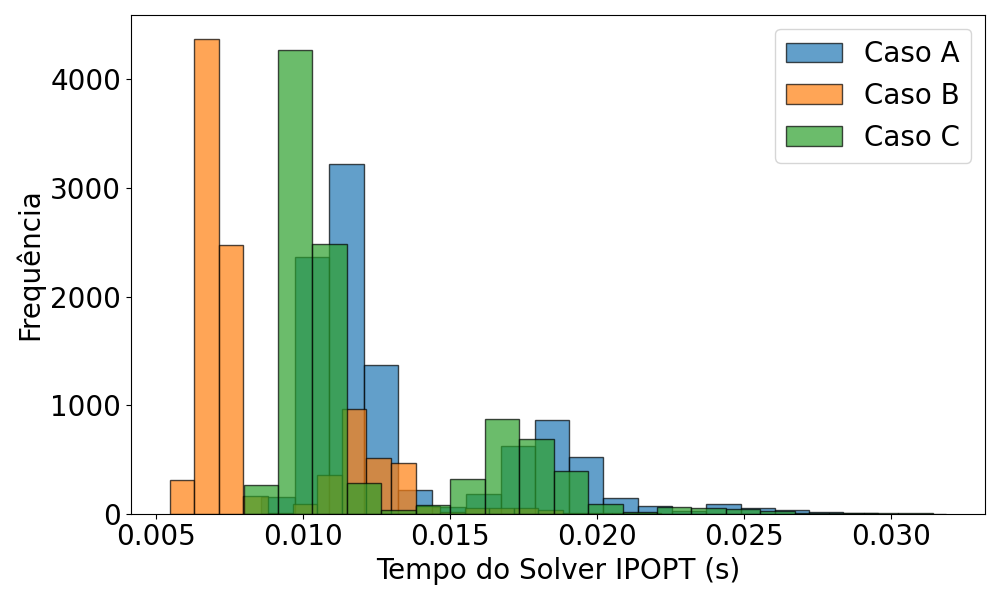 Caso A
Caso B
Caso C
4000
3000
2000
1000
0
Frequência
0.005 0.010 0.015 0.020 0.025 0.030
Tempo do Solver IPOPT (s)